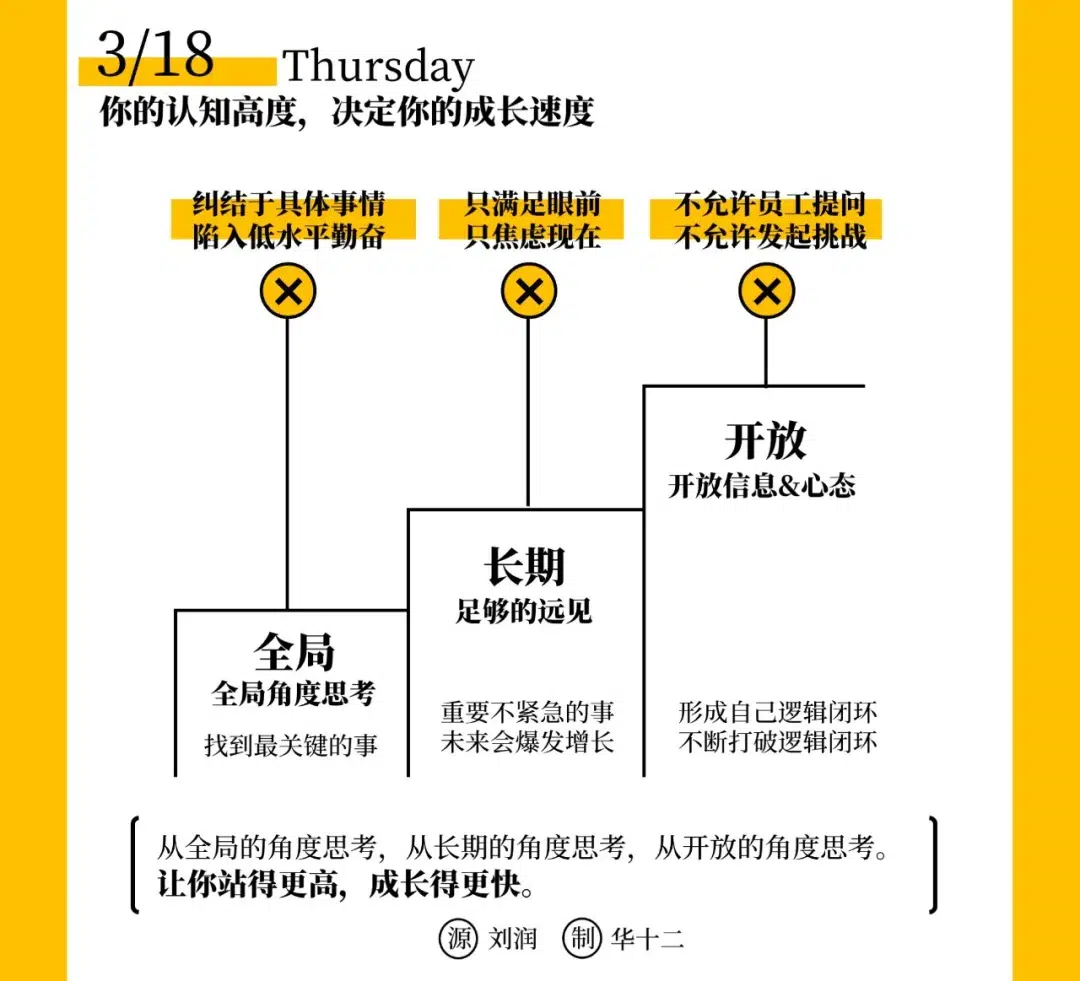 3/18 Thursday
你的认知高度，决定你的成长速度
纠结于具体事情
陷入低水平勤奋
只满足眼前
只焦虑现在
不允许员工提问
不允许发起挑战
开放
开放信息&心态
长期
足够的远见
全局
全局角度思考
找到最关键的事
重要不紧急的事
未来会爆发增长
形成自己逻辑闭环
不断打破逻辑闭环
从全局的角度思考，从长期的角度思考，从开放的角度思考。
让你站得更高，成长得更快。
源 刘润 制 华十二